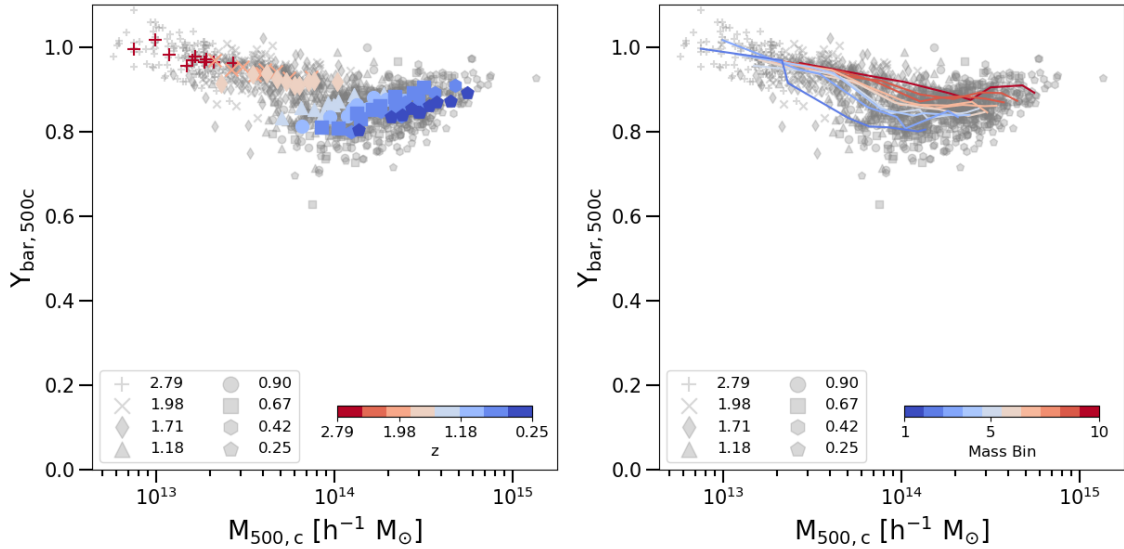 1.0
0.8
0.6
0.4
0.2
0.0
Y_bar, 500c
2.79 0.90
1.98 0.67
1.71 0.42
1.18 0.25
2.79 1.98 1.18 0.25
z
10^13 10^14 10^15
M_500, c [h^−1 M_⊙]
1.0
0.8
0.6
0.4
0.2
0.0
Y_bar, 500c
2.79 0.90
1.98 0.67
1.71 0.42
1.18 0.25
1 5 10
Mass Bin
10^13 10^14 10^15
M_500, c [h^−1 M_⊙]